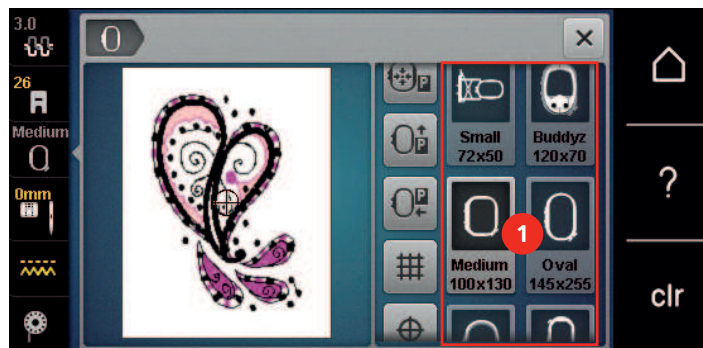 3.0
26
Medium
0mm
P
P
P
Small
72x50
Buddyz
120x70
Medium
100x130
Oval
145x255
1
?
clr